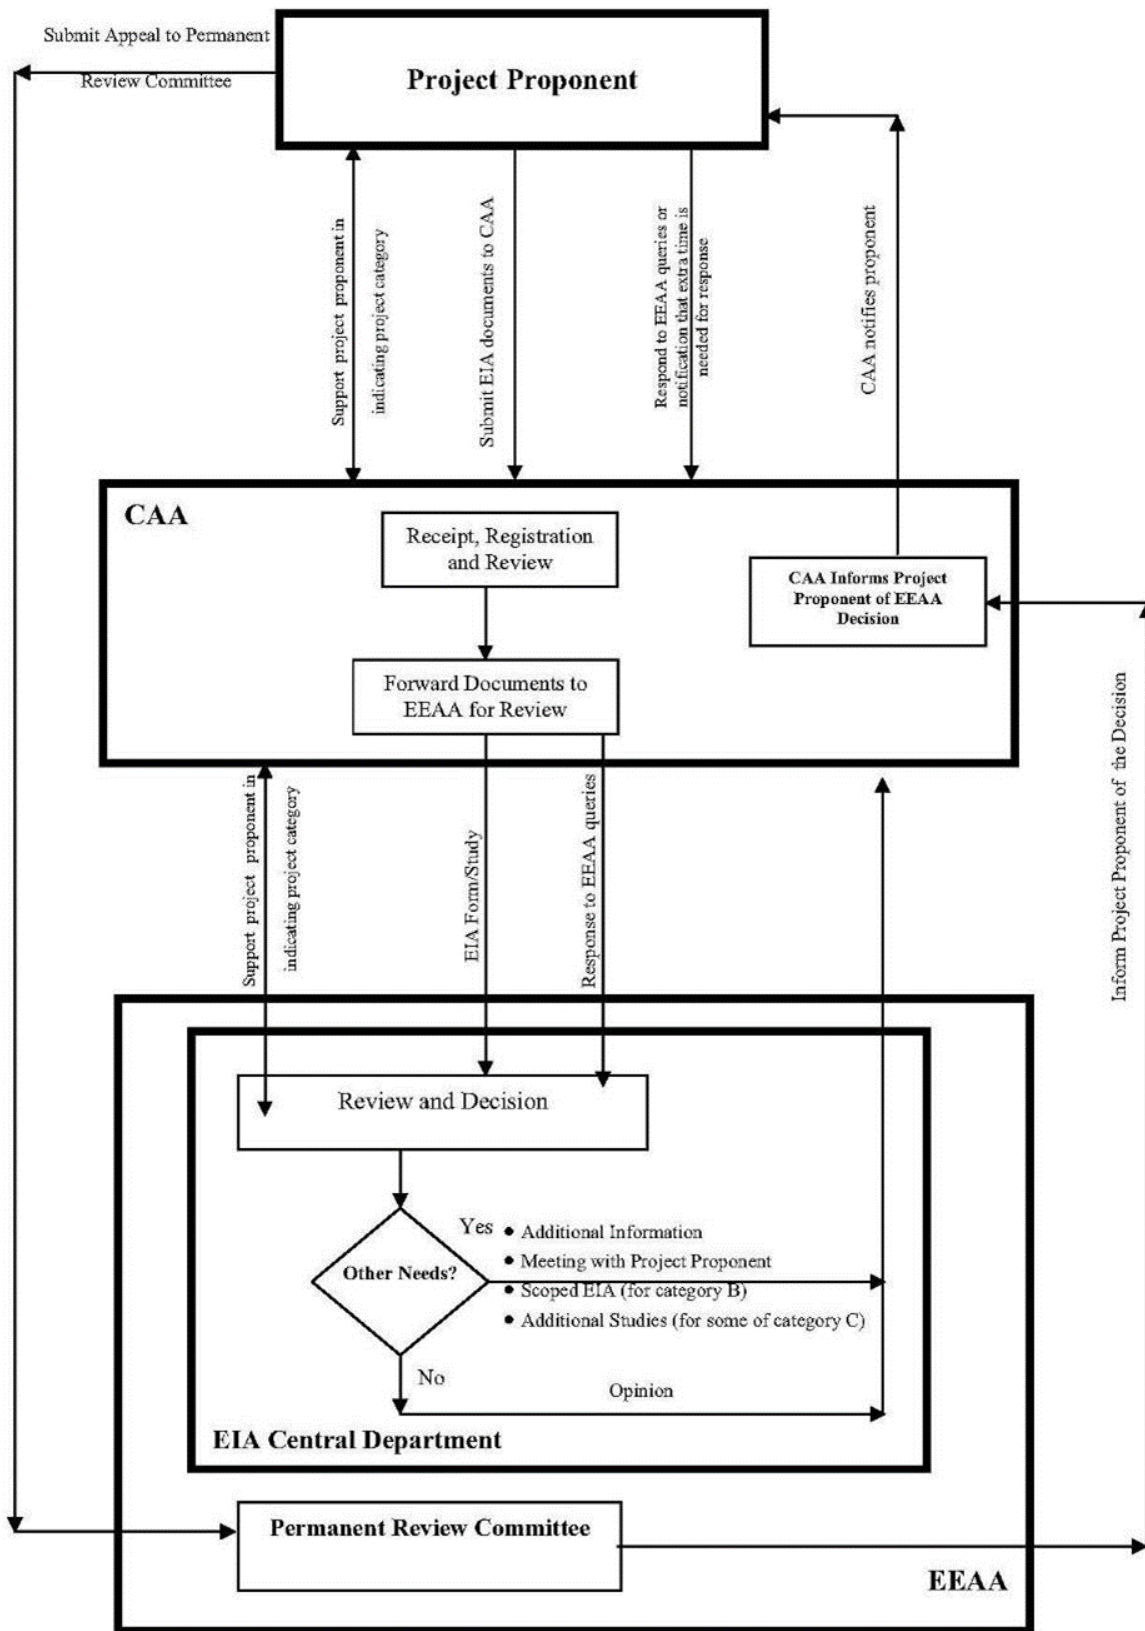 Submit Appeal to Permanent
Review Committee
Project Proponent
Support project proponent in
indicating project category
Submit EIA documents to CAA
Respond to EEAA queries or
notification that extra time is
needed for response
CAA notifies proponent
CAA
Receipt, Registration
and Review
CAA Informs Project
Proponent of EEAA
Decision
Forward Documents to
EEAA for Review
Support project proponent in
indicating project category
EIA Form/Study
Response to EEAA queries
Inform Project Proponent of the Decision
Review and Decision
Other Needs?
Yes
• Additional Information
• Meeting with Project Proponent
• Scoped EIA (for category B)
• Additional Studies (for some of category C)
No
Opinion
EIA Central Department
Permanent Review Committee
EEAA